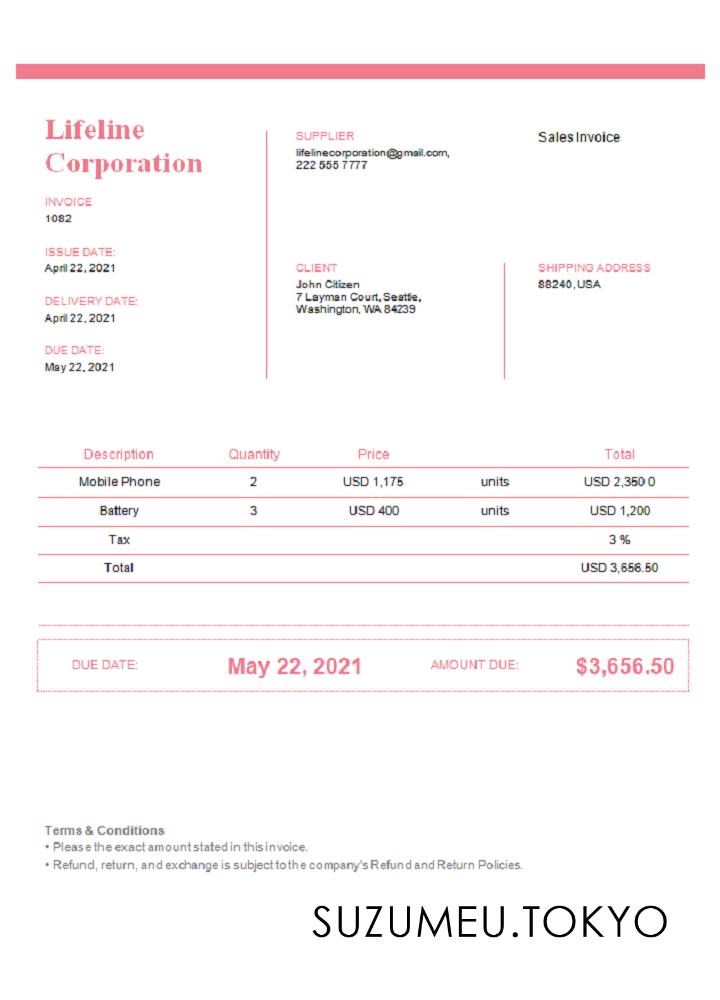 Lifeline
Corporation
INVOICE
1082
ISSUE DATE:
April 22, 2021
DELIVERY DATE:
April 22, 2021
DUE DATE:
May 22, 2021
SUPPLIER
lifelinecorporation@gmail.com,
222 555 7777
Sales Invoice
CLIENT
John Citizen
7 Layman Court, Seattle,
Washington, WA 84239
SHIPPING ADDRESS
88240, USA
Description Quantity Price Total
Mobile Phone 2 USD 1,175 units USD 2,350 0
Battery 3 USD 400 units USD 1,200
Tax 3 %
Total USD 3,656.50
DUE DATE: May 22, 2021 AMOUNT DUE: $3,656.50
Terms & Conditions
• Please the exact amount stated in this invoice.
• Refund, return, and exchange is subject to the company's Refund and Return Policies.
SUZUMEU.TOKYO